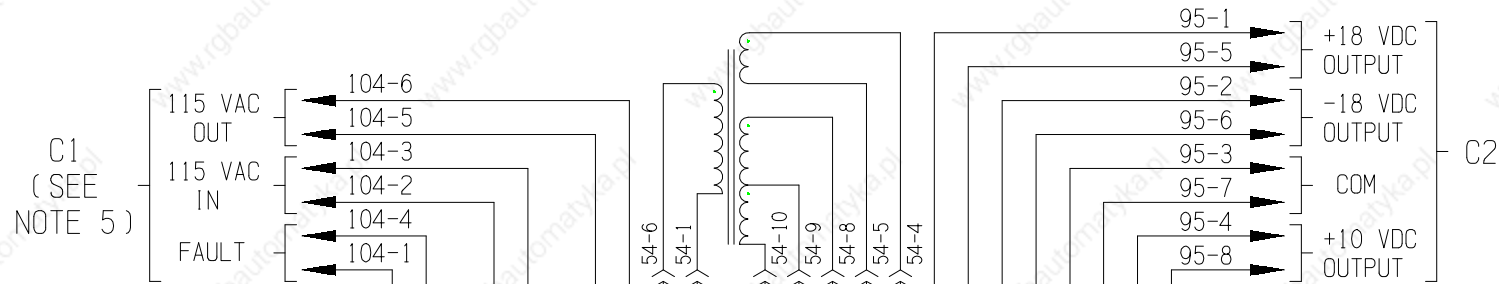 C1
(SEE
NOTE 5)
115 VAC
OUT
115 VAC
IN
FAULT
104-6
104-5
104-3
104-2
104-4
104-1
54-6
54-1
54-10
54-9
54-8
54-5
54-4
95-1
95-5
95-2
95-6
95-3
95-7
95-4
95-8
+18 VDC
OUTPUT
-18 VDC
OUTPUT
COM
+10 VDC
OUTPUT
C2
www.rgbautomatyka.pl